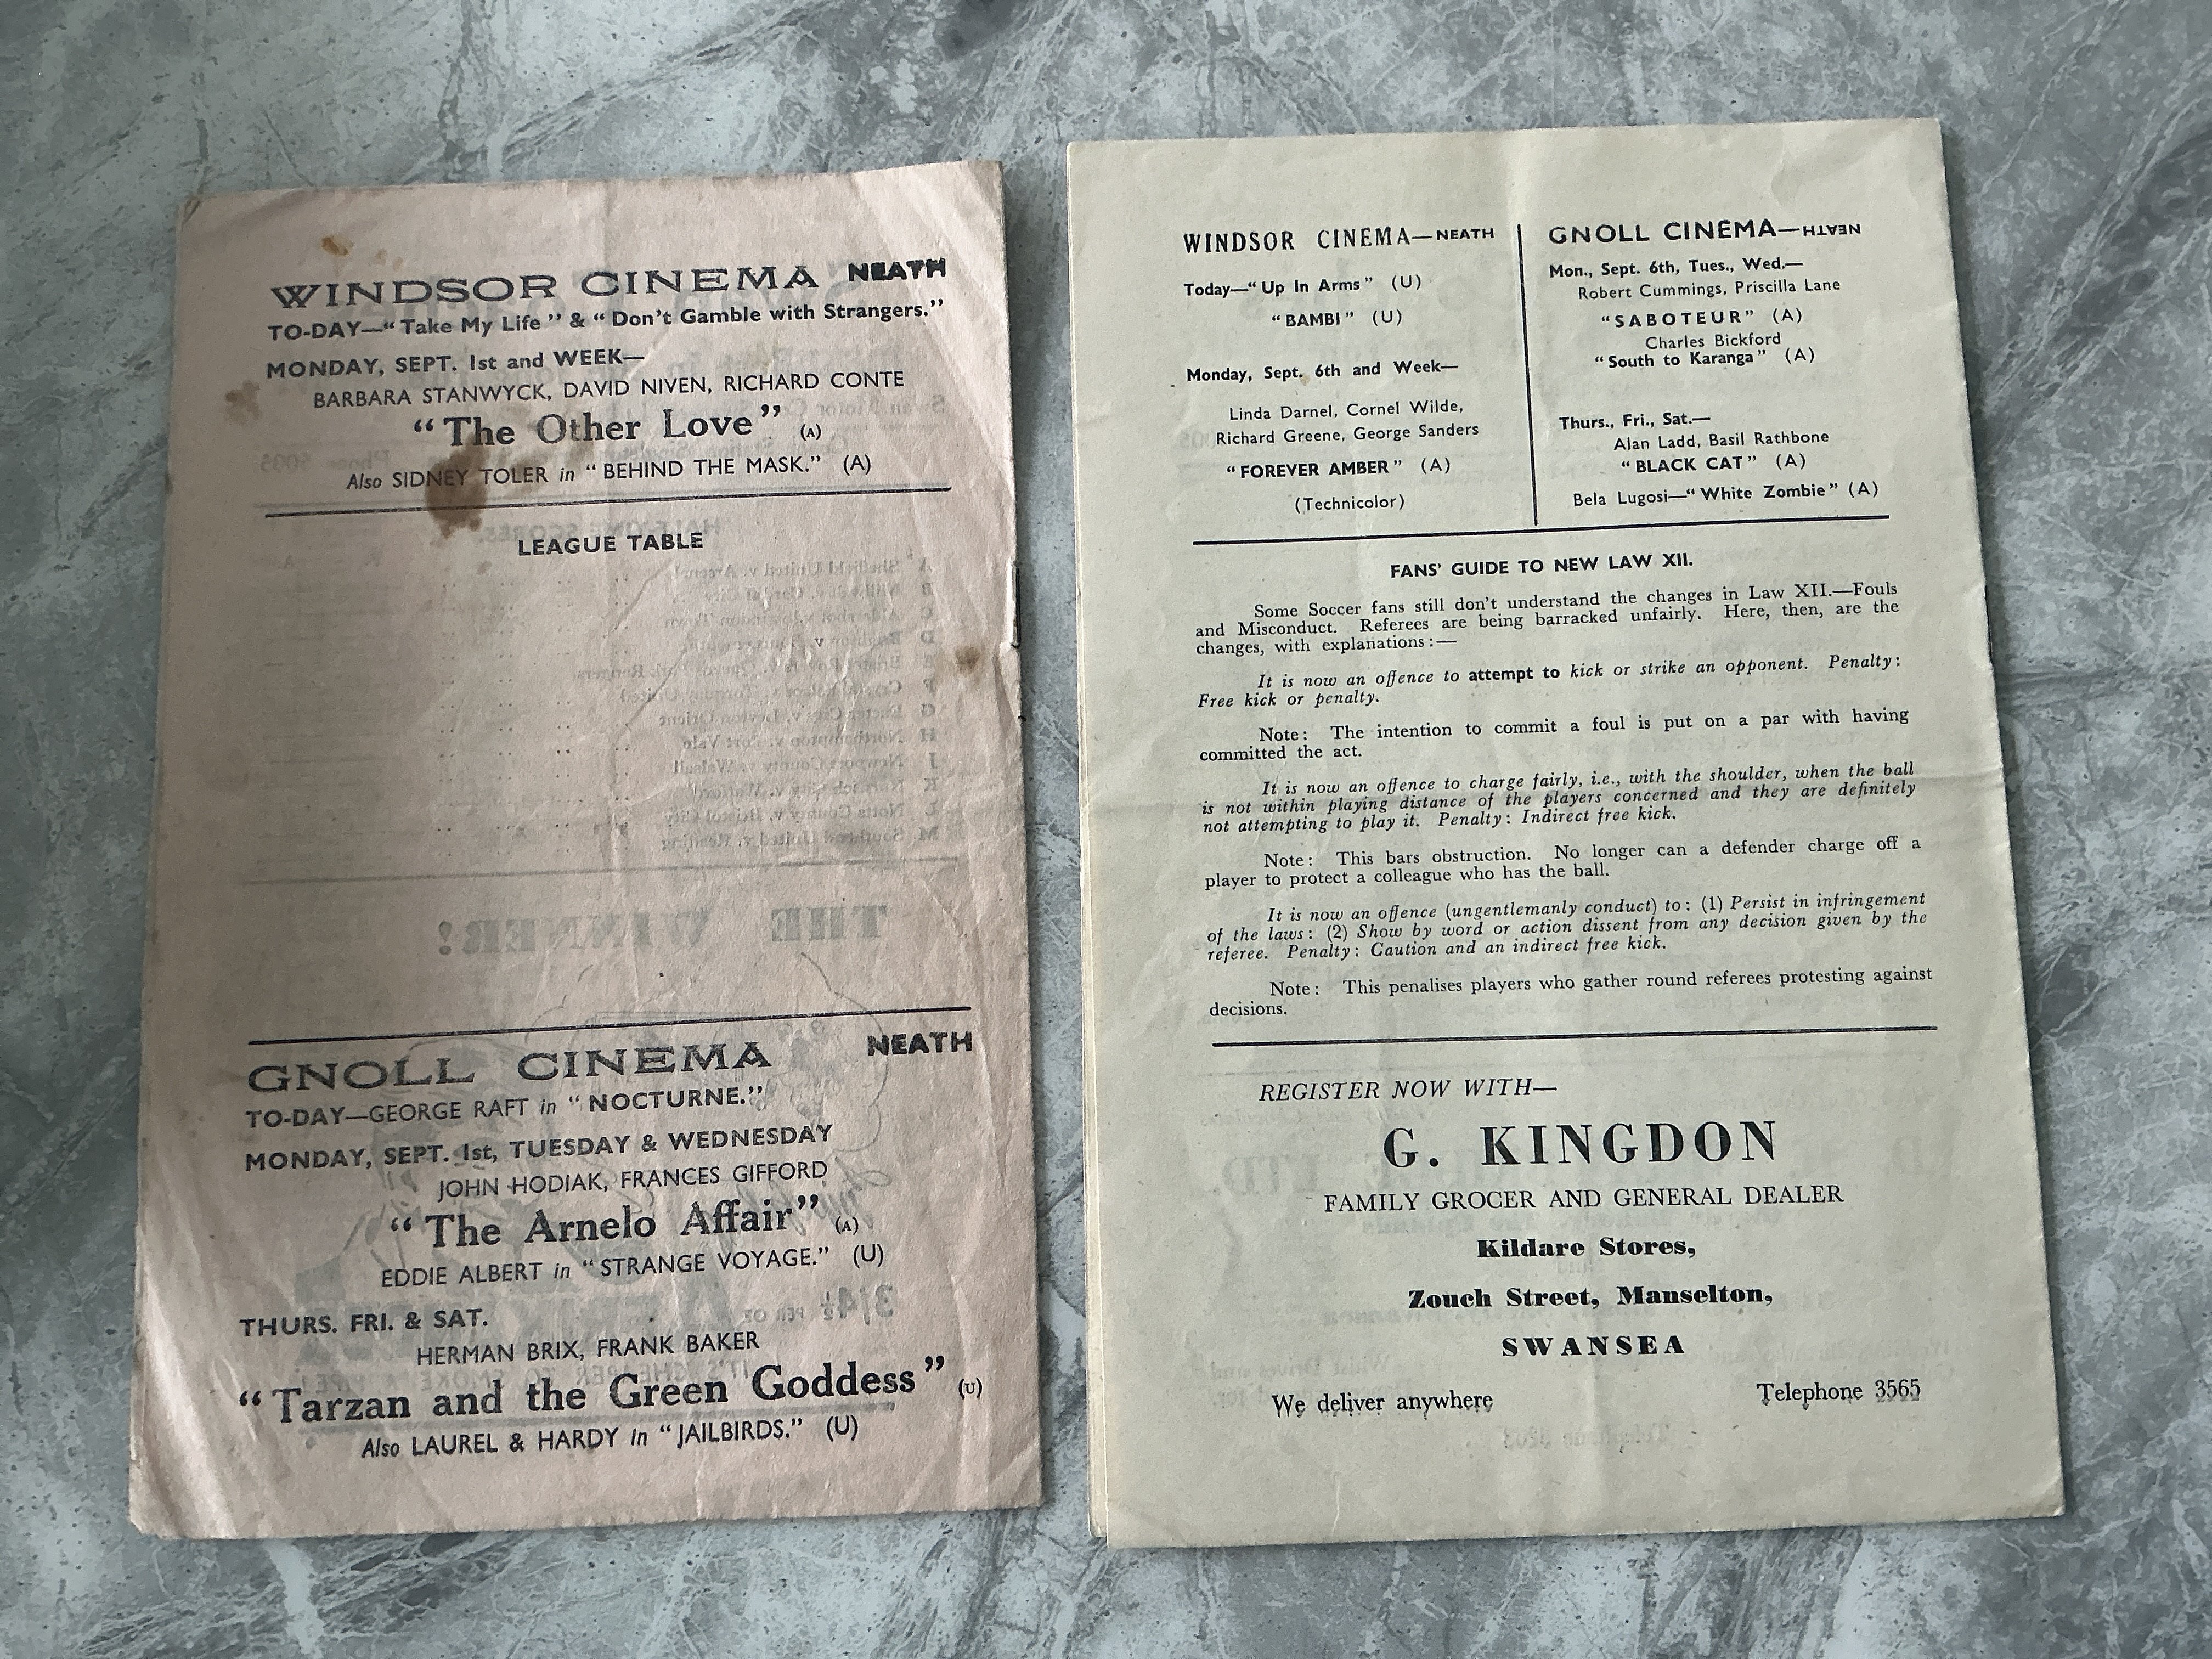 WINDSOR CINEMA NEATH
TO-DAY—“Take My Life” & “Don't Gamble with Strangers.”
MONDAY, SEPT. 1st and WEEK—
BARBARA STANWYCK, DAVID NIVEN, RICHARD CONTE
“The Other Love” (A)
Also SIDNEY TOLER in “BEHIND THE MASK.” (A)
LEAGUE TABLE
THE WINNER!
GNOLL CINEMA NEATH
TO-DAY—GEORGE RAFT in “NOCTURNE.”
MONDAY, SEPT. 1st, TUESDAY & WEDNESDAY
JOHN HODIAK, FRANCES GIFFORD
“The Arnelo Affair” (A)
EDDIE ALBERT in “STRANGE VOYAGE.” (U)
THURS. FRI. & SAT.
HERMAN BRIX, FRANK BAKER
“Tarzan and the Green Goddess” (U)
Also LAUREL & HARDY in “JAILBIRDS.” (U)
WINDSOR CINEMA—NEATH
Today—“Up In Arms” (U)
“BAMBI” (U)
Monday, Sept. 6th and Week—
Linda Darnel, Cornel Wilde,
Richard Greene, George Sanders
“FOREVER AMBER” (A)
(Technicolor)
GNOLL CINEMA—NEATH
Mon., Sept. 6th, Tues., Wed.—
Robert Cummings, Priscilla Lane
“SABOTEUR” (A)
Charles Bickford
“South to Karanga” (A)
Thurs., Fri., Sat.—
Alan Ladd, Basil Rathbone
“BLACK CAT” (A)
Bela Lugosi—“White Zombie” (A)
FANS' GUIDE TO NEW LAW XII.
Some Soccer fans still don't understand the changes in Law XII.—Fouls
and Misconduct. Referees are being barracked unfairly. Here, then, are the
changes, with explanations:—
It is now an offence to attempt to kick or strike an opponent. Penalty:
Free kick or penalty.
Note: The intention to commit a foul is put on a par with having
committed the act.
It is now an offence to charge fairly, i.e., with the shoulder, when the ball
is not within playing distance of the players concerned and they are definitely
not attempting to play it. Penalty: Indirect free kick.
Note: This bars obstruction. No longer can a defender charge off a
player to protect a colleague who has the ball.
It is now an offence (ungentlemanly conduct) to: (1) Persist in infringement
of the laws: (2) Show by word or action dissent from any decision given by the
referee. Penalty: Caution and an indirect free kick.
Note: This penalises players who gather round referees protesting against
decisions.
REGISTER NOW WITH—
G. KINGDON
FAMILY GROCER AND GENERAL DEALER
Kildare Stores,
Zouch Street, Manselton,
SWANSEA
We deliver anywhere Telephone 3565